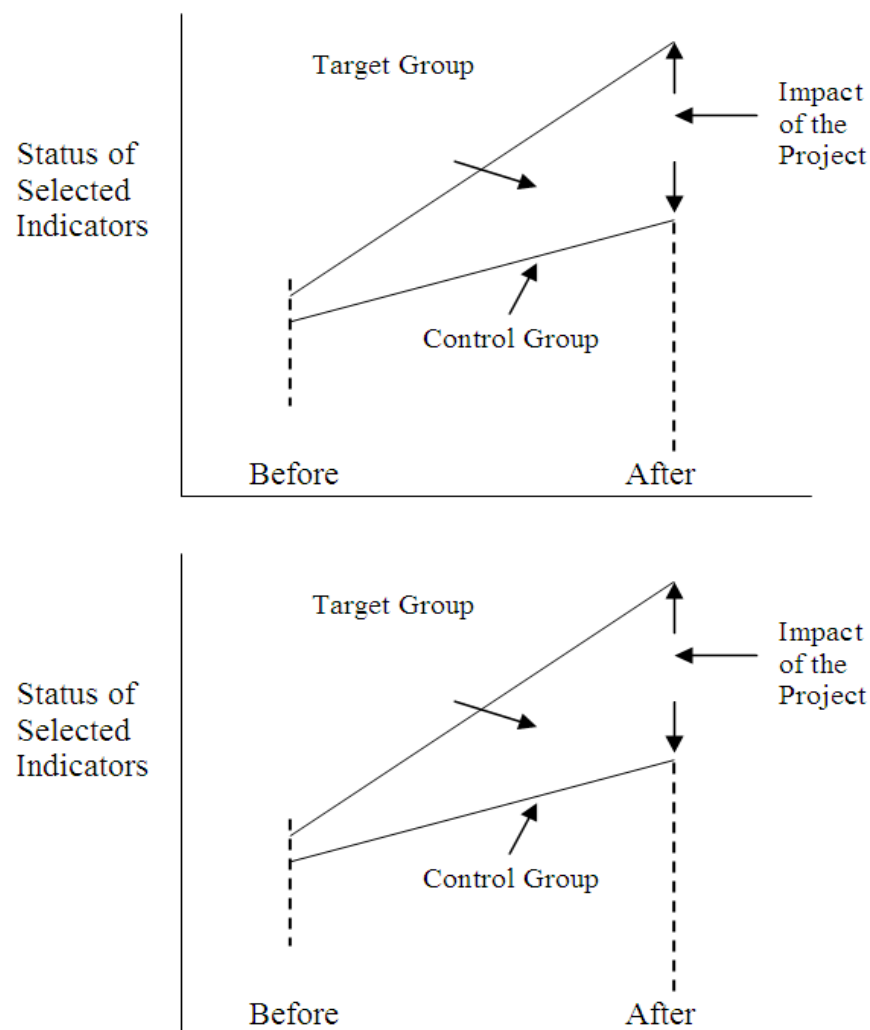 Target Group
Impact
of the
Project
Status of
Selected
Indicators
Control Group
Before
After
Target Group
Impact
of the
Project
Status of
Selected
Indicators
Control Group
Before
After